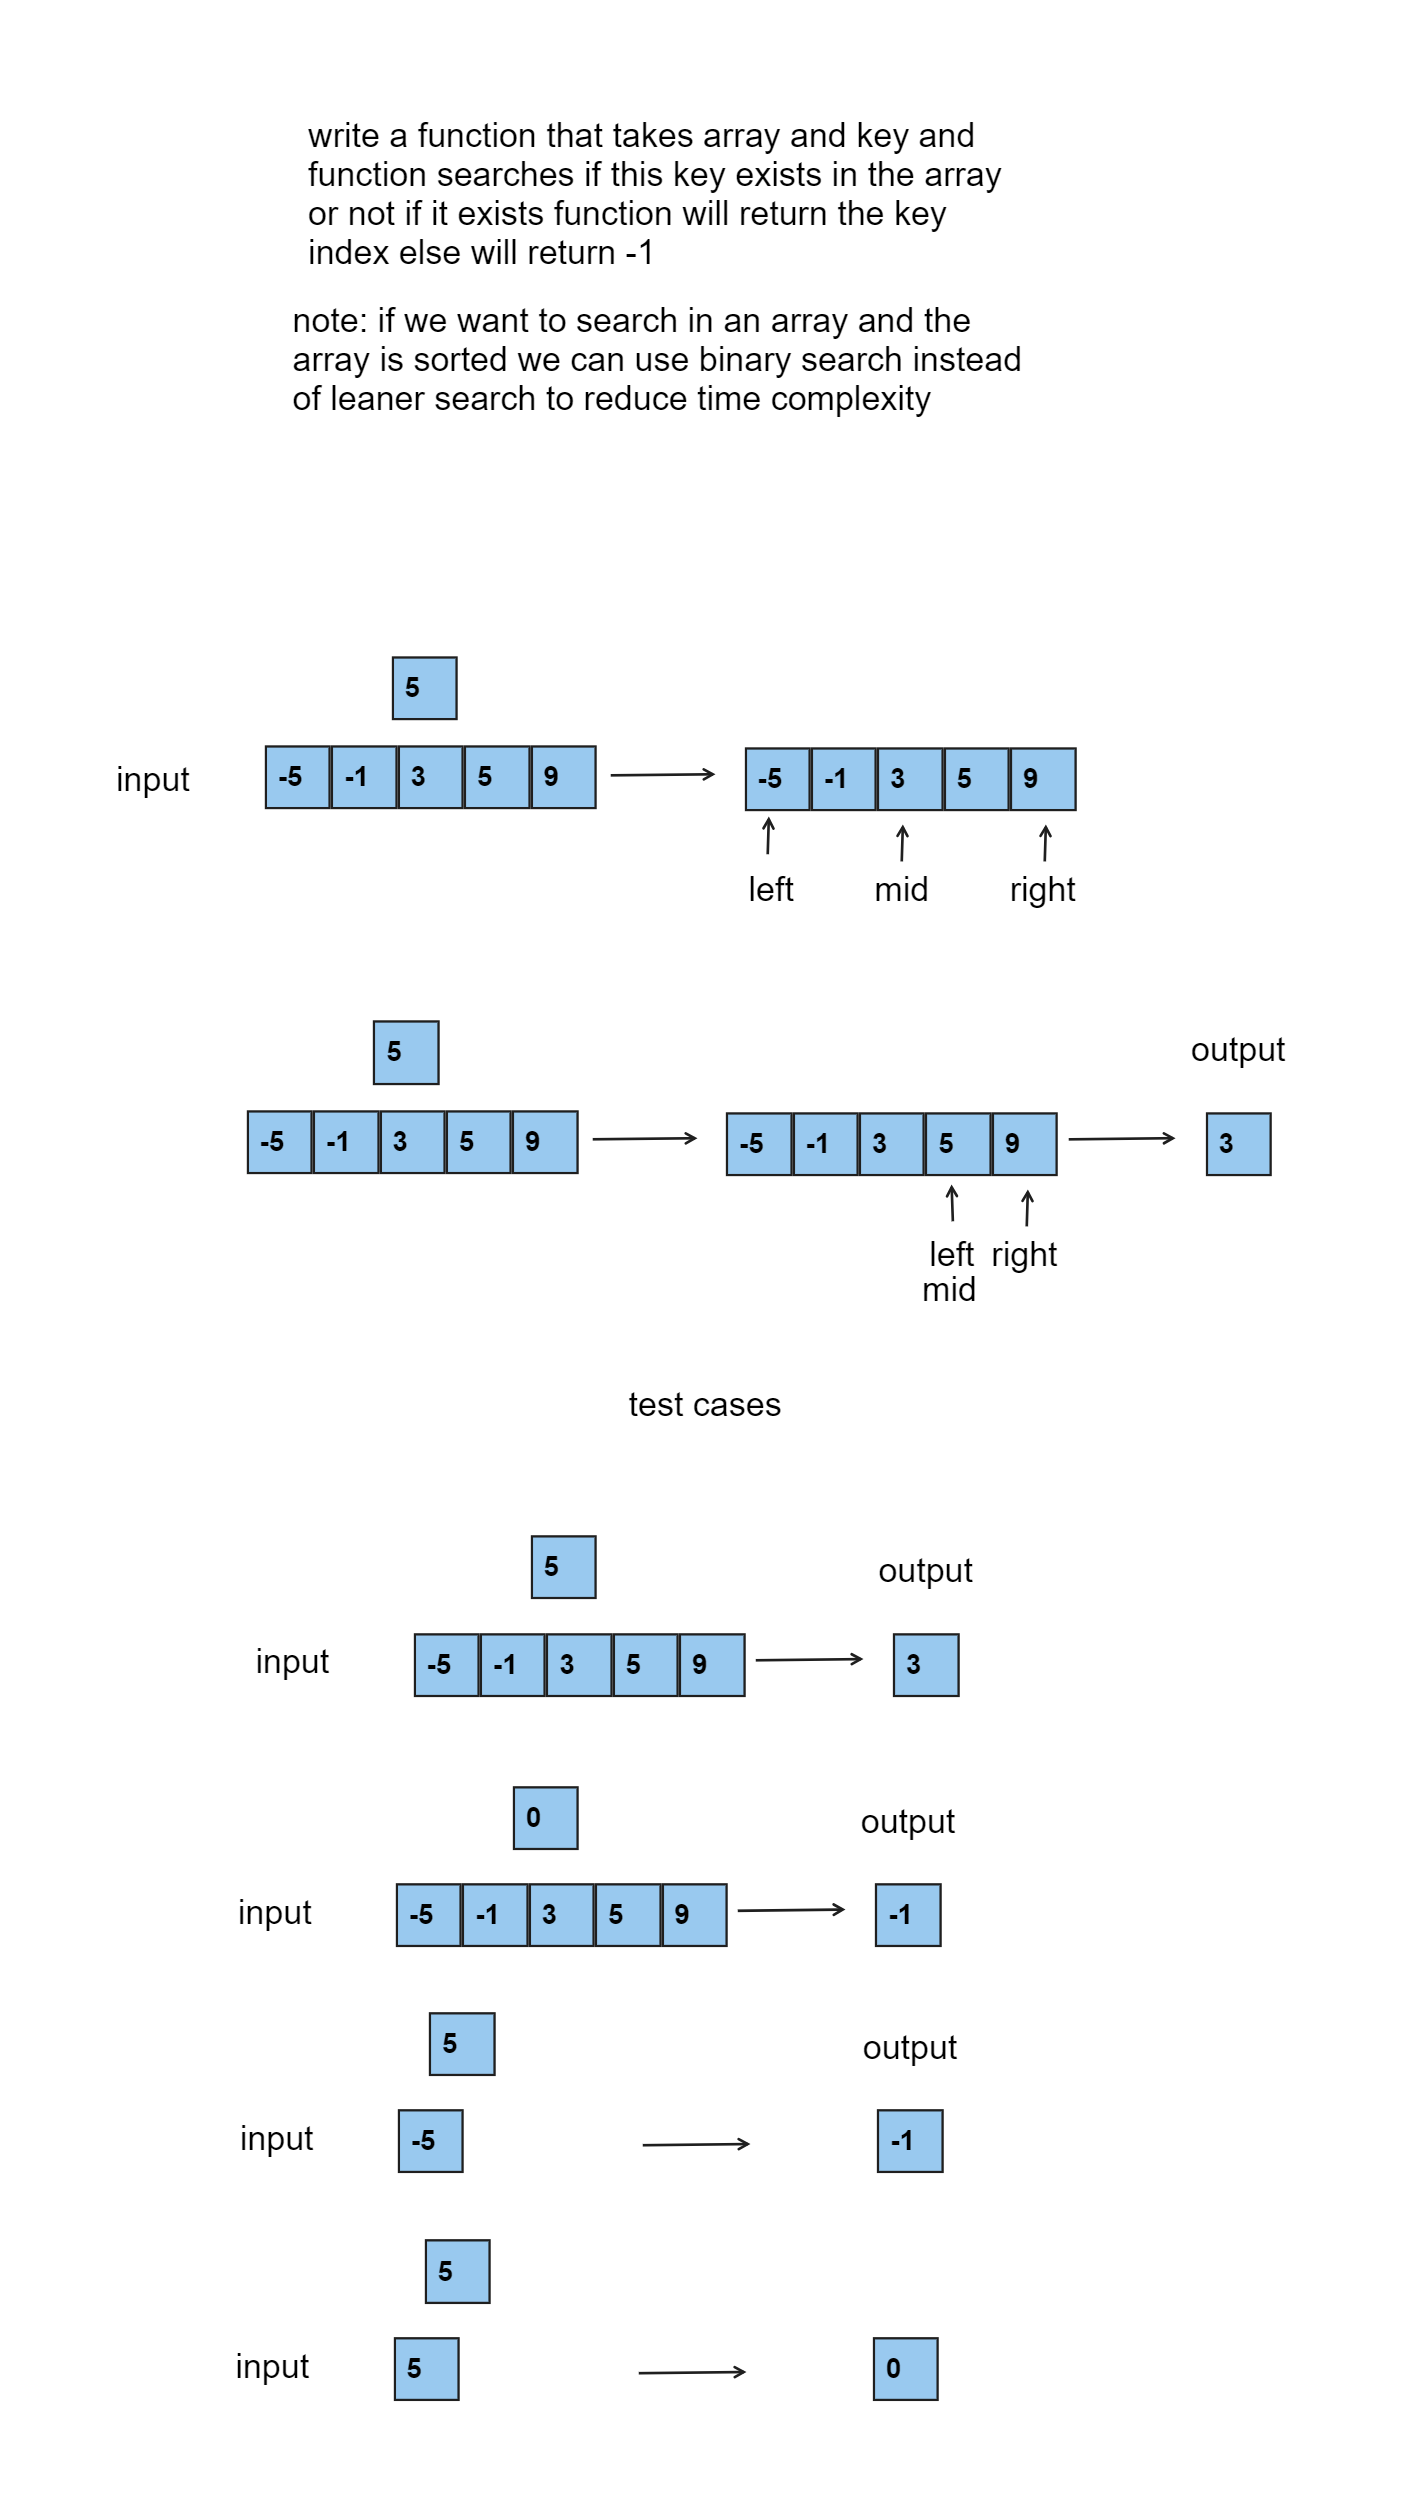 write a function that takes array and key and
function searches if this key exists in the array
or not if it exists function will return the key
index else will return -1
note: if we want to search in an array and the
array is sorted we can use binary search instead
of leaner search to reduce time complexity
5
input -5 -1 3 5 9 -5 -1 3 5 9
left mid right
5 output
-5 -1 3 5 9 -5 -1 3 5 9 3
left right
mid
test cases
5 output
input -5 -1 3 5 9 3
0 output
input -5 -1 3 5 9 -1
5 output
input -5 -1
5
input 5 0